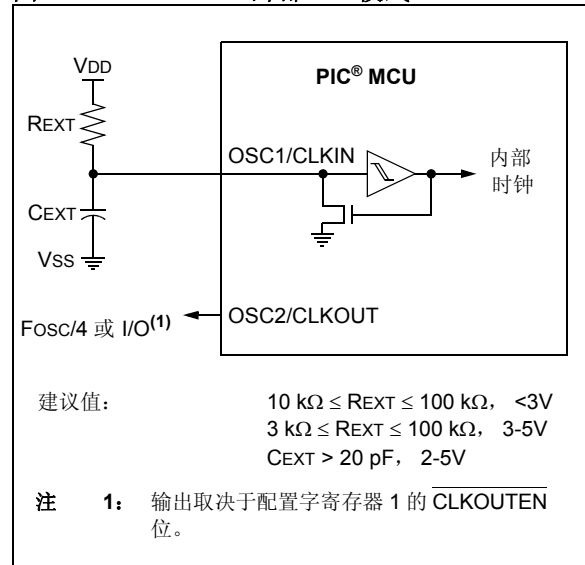 VDD
PIC® MCU
REXT
OSC1/CLKIN
内部
时钟
CEXT
VSS
OSC2/CLKOUT
FOSC/4 或 I/O(1)
建议值： 10 kΩ ≤ REXT ≤ 100 kΩ， <3V
3 kΩ ≤ REXT ≤ 100 kΩ， 3-5V
CEXT > 20 pF， 2-5V
注 1： 输出取决于配置字寄存器 1 的 CLKOUTEN
位。